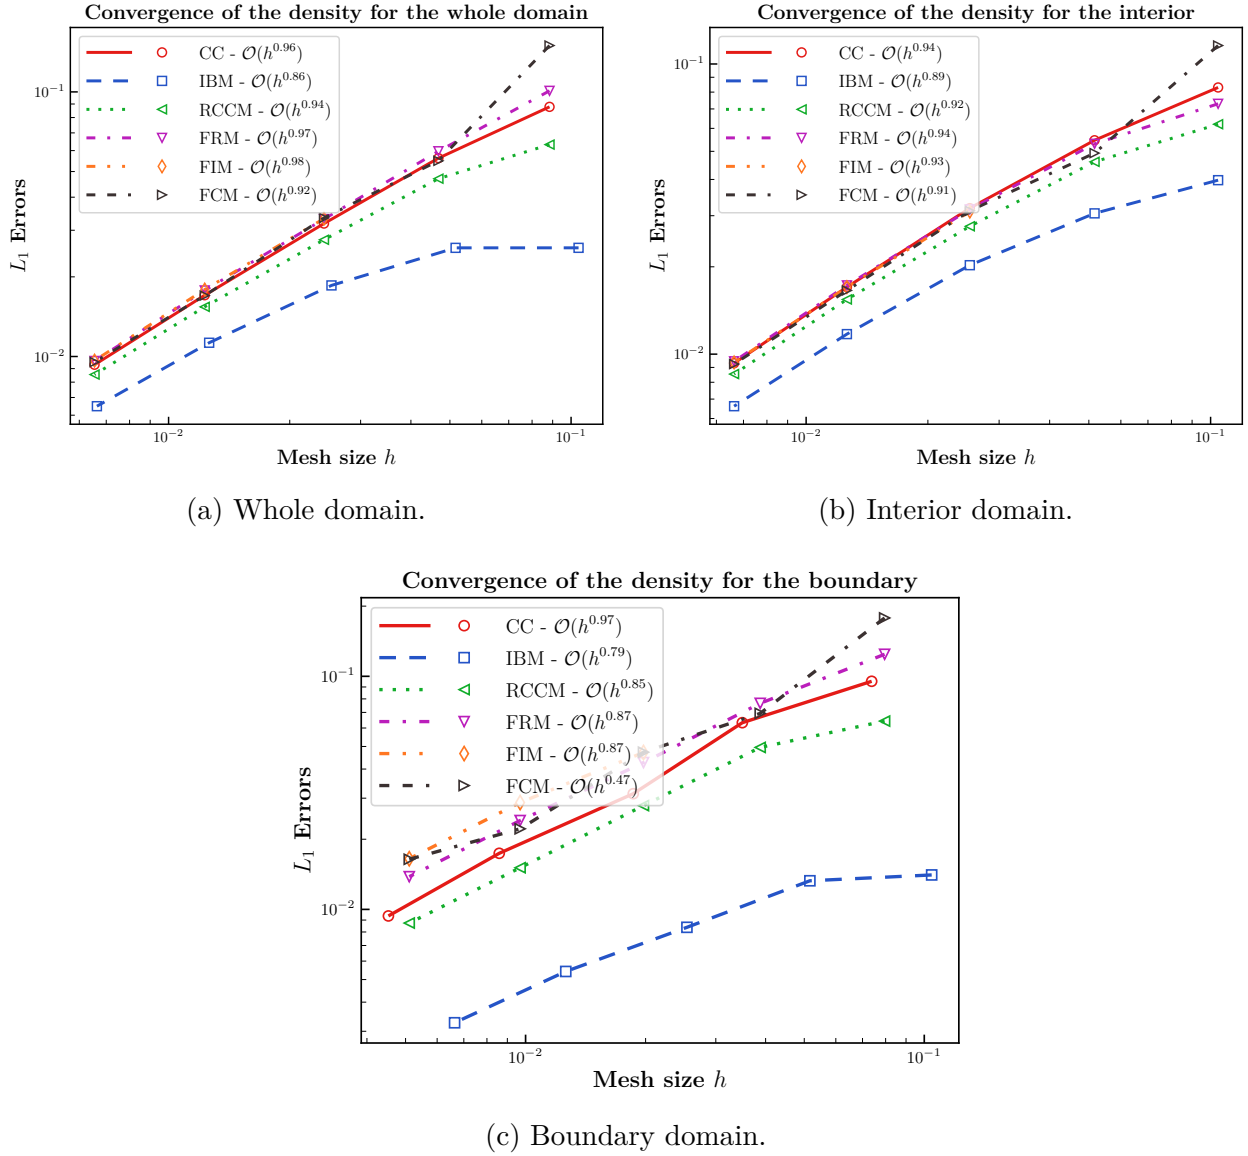 Convergence of the density for the whole domain
CC - 𝒪(h^0.96)
IBM - 𝒪(h^0.86)
RCCM - 𝒪(h^0.94)
FRM - 𝒪(h^0.97)
FIM - 𝒪(h^0.98)
FCM - 𝒪(h^0.92)
L₁ Errors
10⁻¹
10⁻²
10⁻²
10⁻¹
Mesh size h
(a) Whole domain.
Convergence of the density for the interior
CC - 𝒪(h^0.94)
IBM - 𝒪(h^0.89)
RCCM - 𝒪(h^0.92)
FRM - 𝒪(h^0.94)
FIM - 𝒪(h^0.93)
FCM - 𝒪(h^0.91)
L₁ Errors
10⁻¹
10⁻²
10⁻²
10⁻¹
Mesh size h
(b) Interior domain.
Convergence of the density for the boundary
CC - 𝒪(h^0.97)
IBM - 𝒪(h^0.79)
RCCM - 𝒪(h^0.85)
FRM - 𝒪(h^0.87)
FIM - 𝒪(h^0.87)
FCM - 𝒪(h^0.47)
L₁ Errors
10⁻¹
10⁻²
10⁻²
10⁻¹
Mesh size h
(c) Boundary domain.